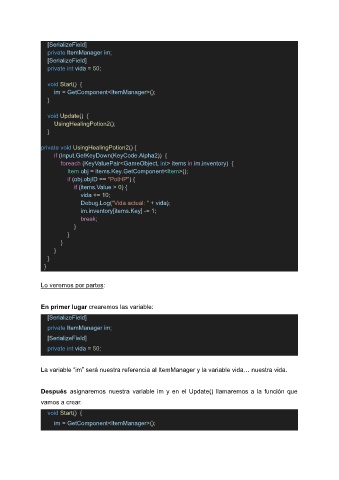 [SerializeField]
private ItemManager im;
[SerializeField]
private int vida = 50;
void Start() {
im = GetComponent<ItemManager>();
}
void Update() {
UsingHealingPotion2();
}
private void UsingHealingPotion2() {
if (Input.GetKeyDown(KeyCode.Alpha2)) {
foreach (KeyValuePair<GameObject, int> items in im.inventory) {
Item obj = items.Key.GetComponent<Item>();
if (obj.objID == "PotHP") {
if (items.Value > 0) {
vida += 10;
Debug.Log("Vida actual: " + vida);
im.inventory[items.Key] -= 1;
break;
}
}
}
}
}
}
Lo veremos por partes:
En primer lugar crearemos las variable:
[SerializeField]
private ItemManager im;
[SerializeField]
private int vida = 50;
La variable "im" será nuestra referencia al ItemManager y la variable vida… nuestra vida.
Después asignaremos nuestra variable im y en el Update() llamaremos a la función que
vamos a crear:
void Start() {
im = GetComponent<ItemManager>();